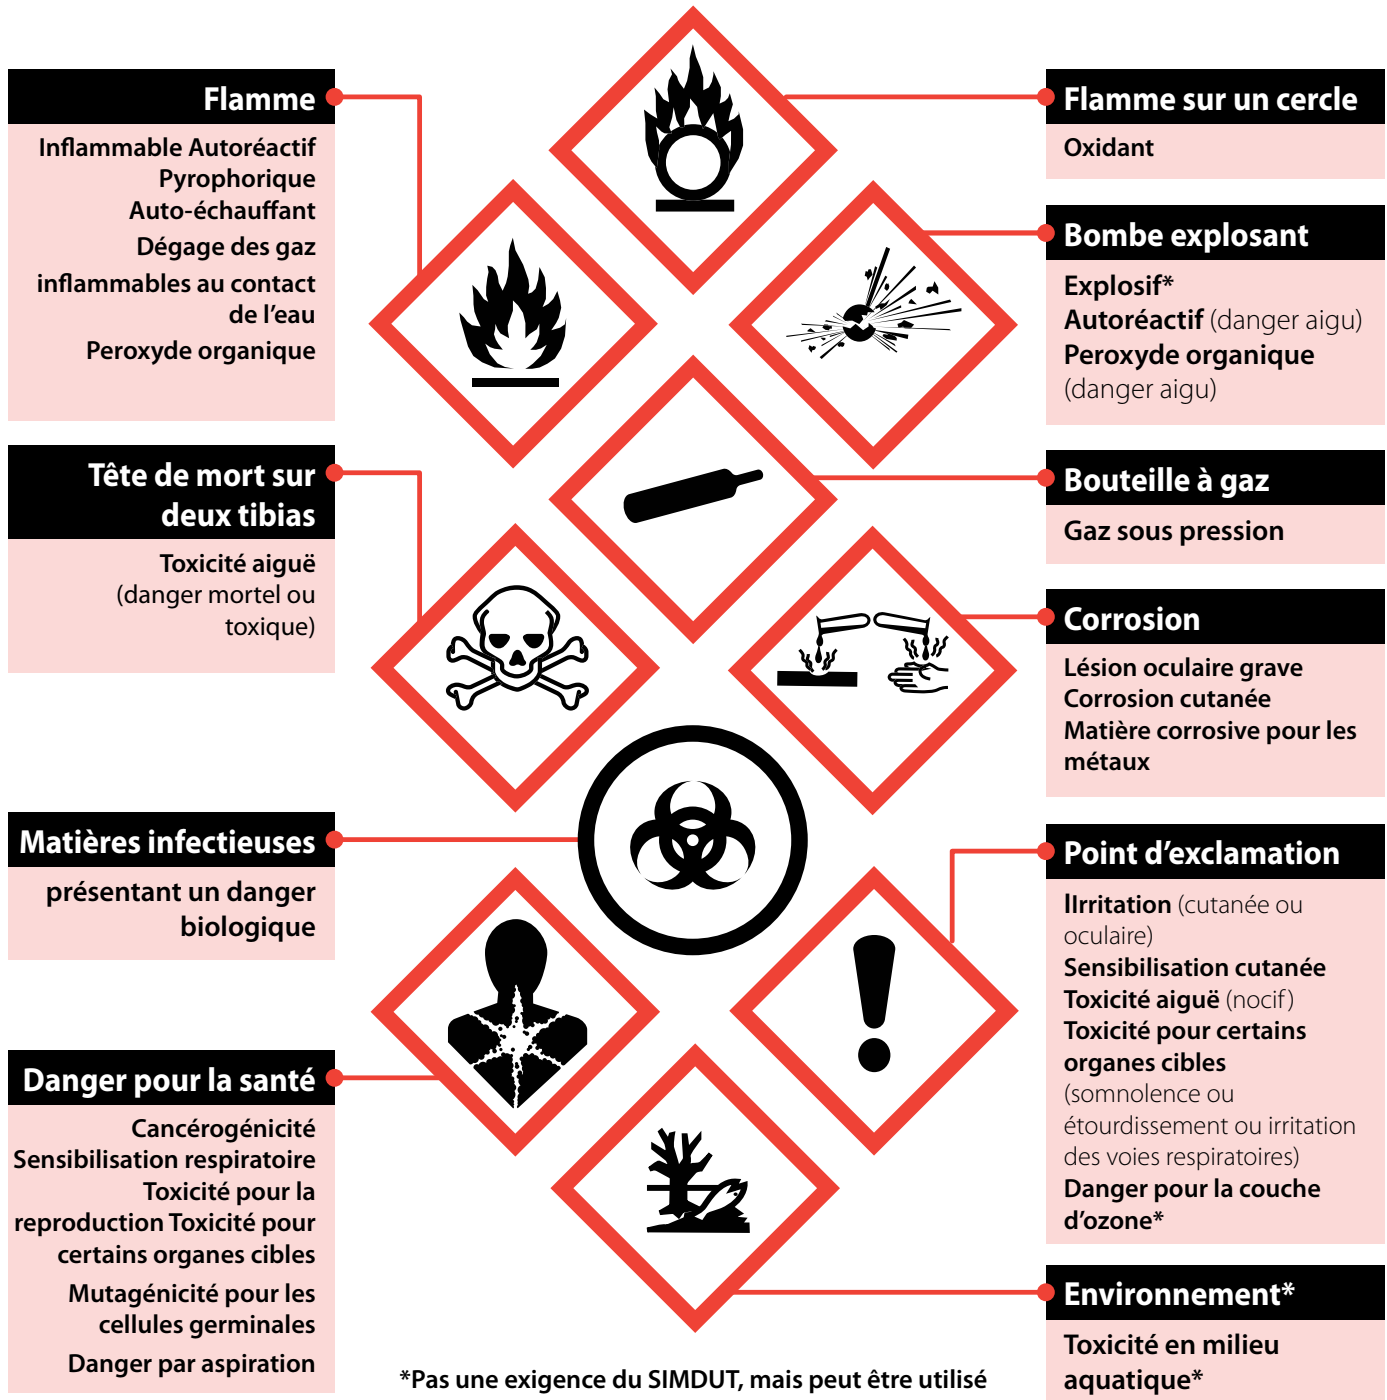 Flamme
Inflammable Autoréactif
Pyrophorique
Auto-échauffant
Dégage des gaz
inflammables au contact
de l’eau
Peroxyde organique
Tête de mort sur
deux tibias
Toxicité aiguë
(danger mortel ou
toxique)
Matières infectieuses
présentant un danger
biologique
Danger pour la santé
Cancérogénicité
Sensibilisation respiratoire
Toxicité pour la
reproduction Toxicité pour
certains organes cibles
Mutagénicité pour les
cellules germinales
Danger par aspiration
Flamme sur un cercle
Oxidant
Bombe explosant
Explosif*
Autoréactif (danger aigu)
Peroxyde organique
(danger aigu)
Bouteille à gaz
Gaz sous pression
Corrosion
Lésion oculaire grave
Corrosion cutanée
Matière corrosive pour les
métaux
Point d’exclamation
IIrritation (cutanée ou
oculaire)
Sensibilisation cutanée
Toxicité aiguë (nocif)
Toxicité pour certains
organes cibles
(somnolence ou
étourdissement ou irritation
des voies respiratoires)
Danger pour la couche
d’ozone*
Environnement*
Toxicité en milieu
aquatique*
*Pas une exigence du SIMDUT, mais peut être utilisé